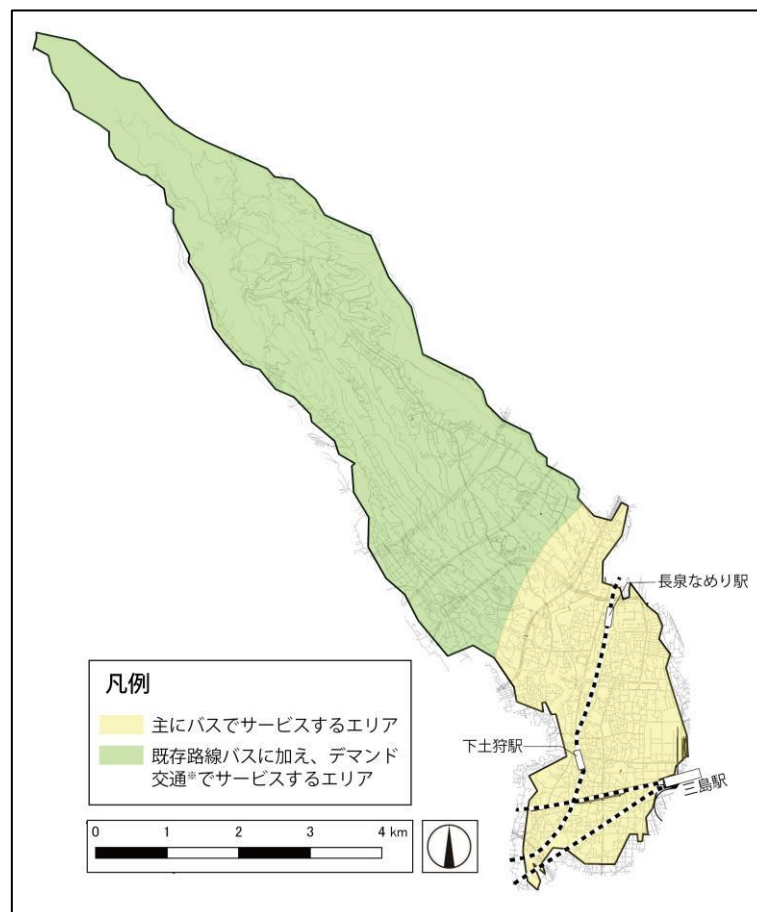 長泉なめり駅
下土狩駅
三島駅
凡例
主にバスでサービスするエリア
既存路線バスに加え、デマンド
交通※でサービスするエリア
0 1 2 3 4 km